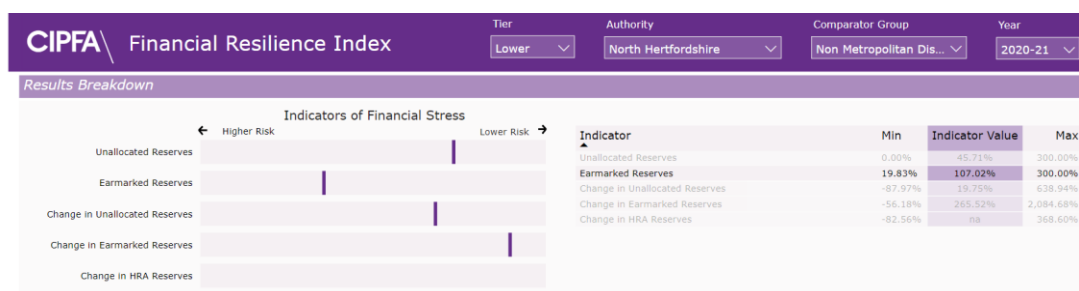 Tier Authority Comparator Group Year
CIPFA\ Financial Resilience Index
Lower North Hertfordshire Non Metropolitan Dis... 2020-21
Results Breakdown
Indicators of Financial Stress
← Higher Risk Lower Risk →
Unallocated Reserves
Earmarked Reserves
Change in Unallocated Reserves
Change in Earmarked Reserves
Change in HRA Reserves
Indicator Min Indicator Value Max
Unallocated Reserves 0.00% 45.71% 300.00%
Earmarked Reserves 19.83% 107.02% 300.00%
Change in Unallocated Reserves -87.97% 19.75% 638.94%
Change in Earmarked Reserves -56.18% 265.52% 2,084.68%
Change in HRA Reserves -82.56% na 368.60%